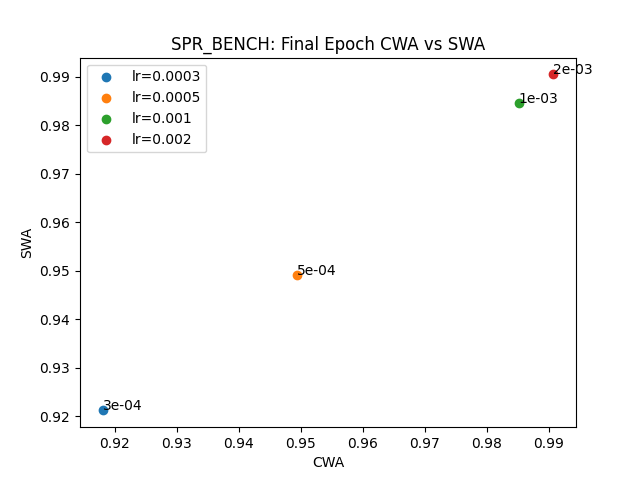 SPR_BENCH: Final Epoch CWA vs SWA
lr=0.0003
lr=0.0005
lr=0.001
lr=0.002
2e-03
1e-03
5e-04
3e-04
0.99
0.98
0.97
0.96
0.95
0.94
0.93
0.92
SWA
0.92 0.93 0.94 0.95 0.96 0.97 0.98 0.99
CWA